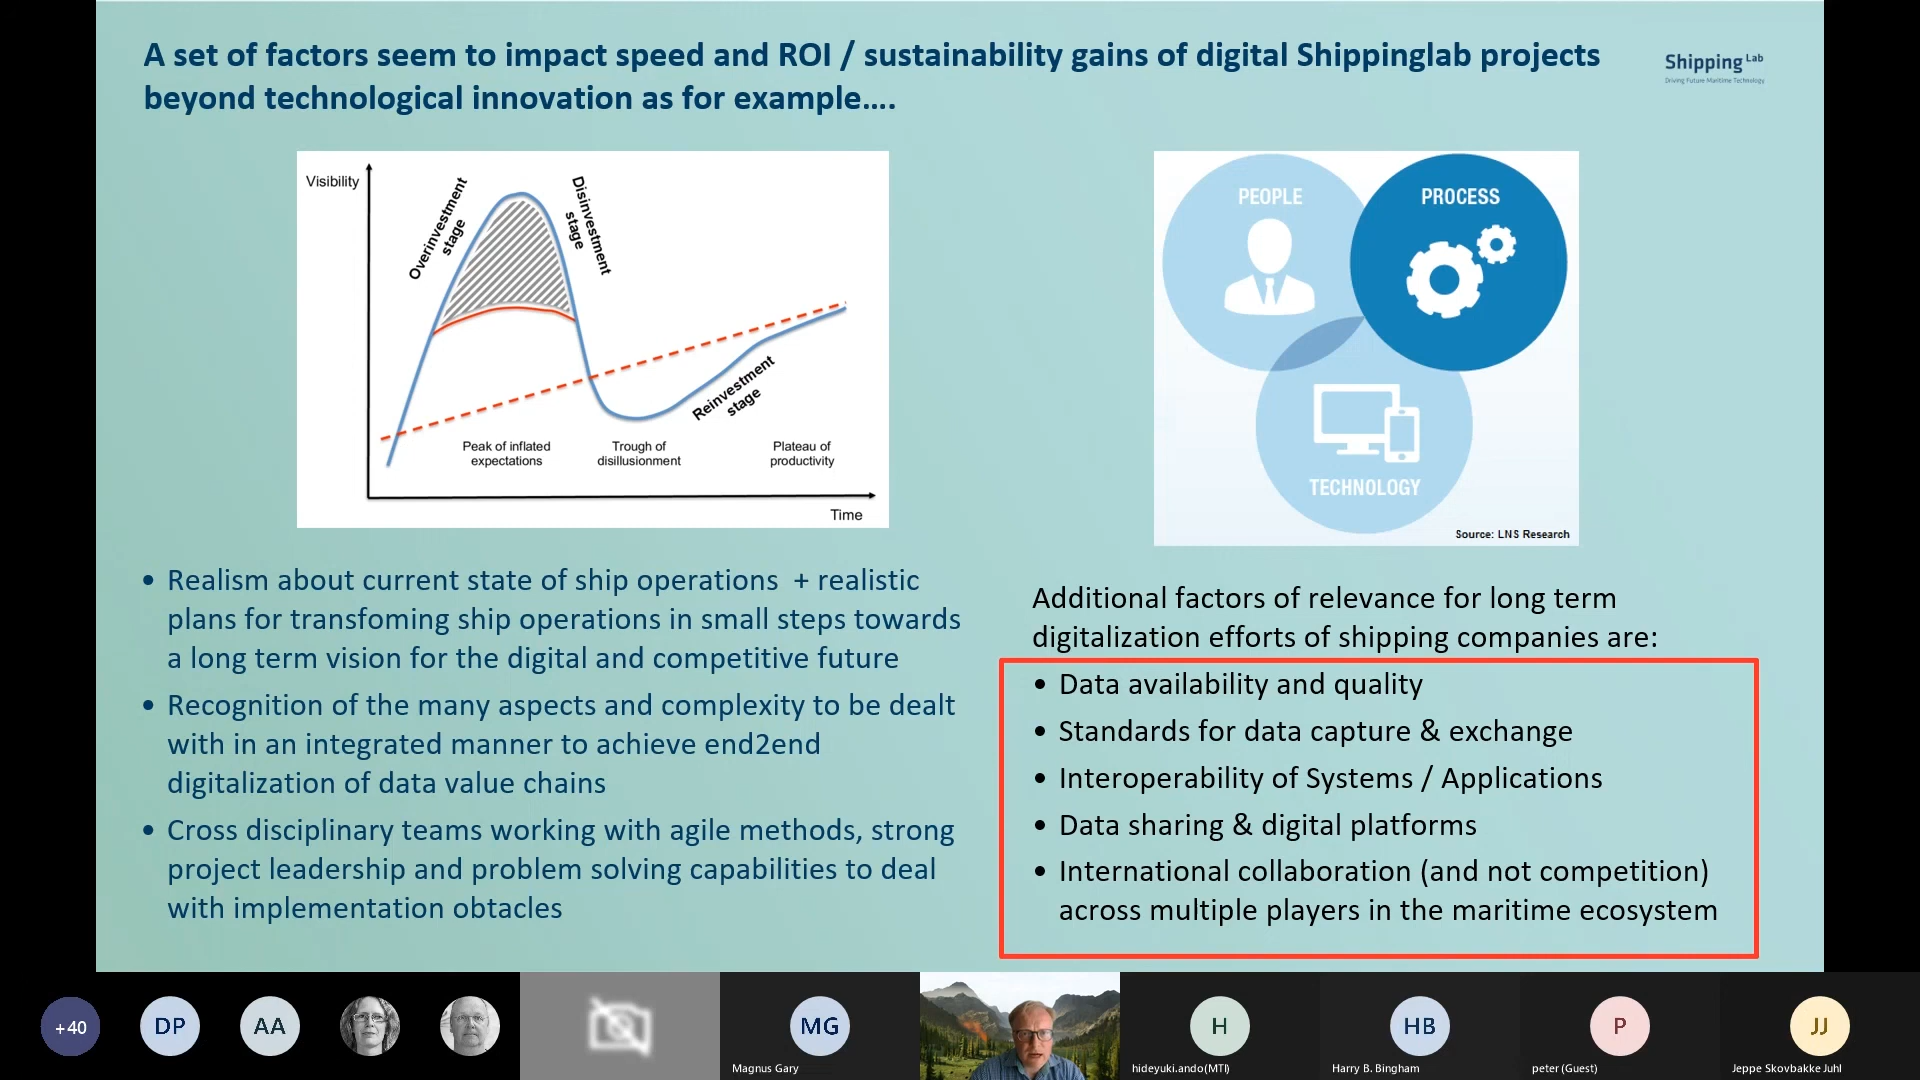 A set of factors seem to impact speed and ROI / sustainability gains of digital Shippinglab projects
beyond technological innovation as for example....
Shipping Lab
Driving Future Maritime Technology
Visibility
Overinvestment
stage
Disinvestment
stage
Reinvestment
stage
Peak of inflated
expectations
Trough of
disillusionment
Plateau of
productivity
Time
PEOPLE
PROCESS
TECHNOLOGY
Source: LNS Research
• Realism about current state of ship operations + realistic
plans for transfoming ship operations in small steps towards
a long term vision for the digital and competitive future
• Recognition of the many aspects and complexity to be dealt
with in an integrated manner to achieve end2end
digitalization of data value chains
• Cross disciplinary teams working with agile methods, strong
project leadership and problem solving capabilities to deal
with implementation obtacles
Additional factors of relevance for long term
digitalization efforts of shipping companies are:
• Data availability and quality
• Standards for data capture & exchange
• Interoperability of Systems / Applications
• Data sharing & digital platforms
• International collaboration (and not competition)
across multiple players in the maritime ecosystem
+40
DP
AA
MG
Magnus Gary
H
hideyuki.ando(MTI)
HB
Harry B. Bingham
P
peter (Guest)
JJ
Jeppe Skovbakke Juhl